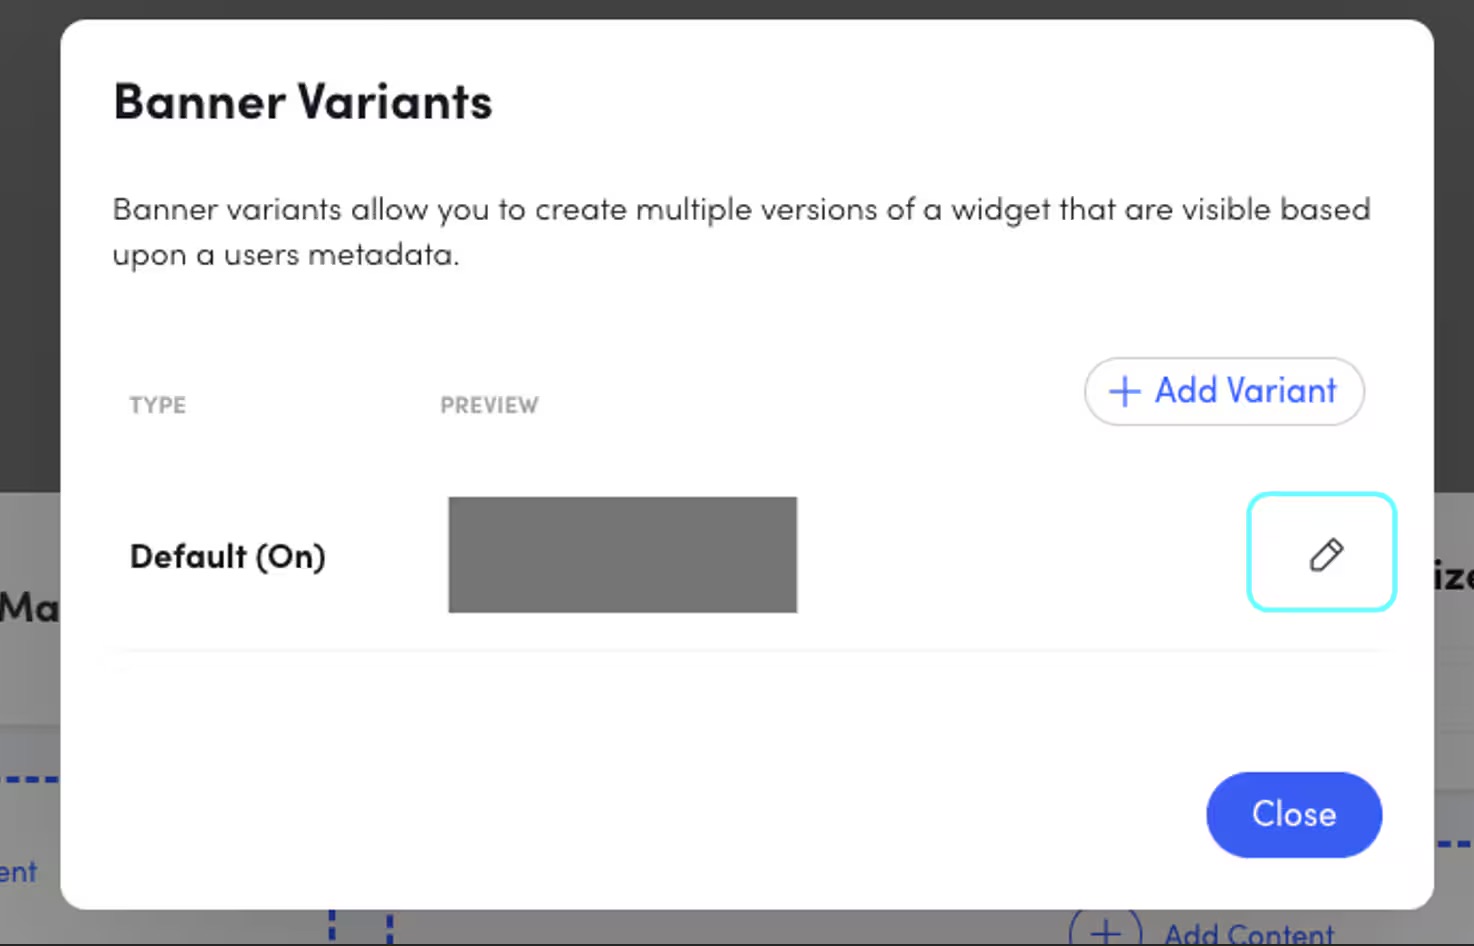 Banner Variants
Banner variants allow you to create multiple versions of a widget that are visible based
upon a users metadata.
TYPE
PREVIEW
+ Add Variant
Default (On)
Ma
ize
Close
ent
Add Content